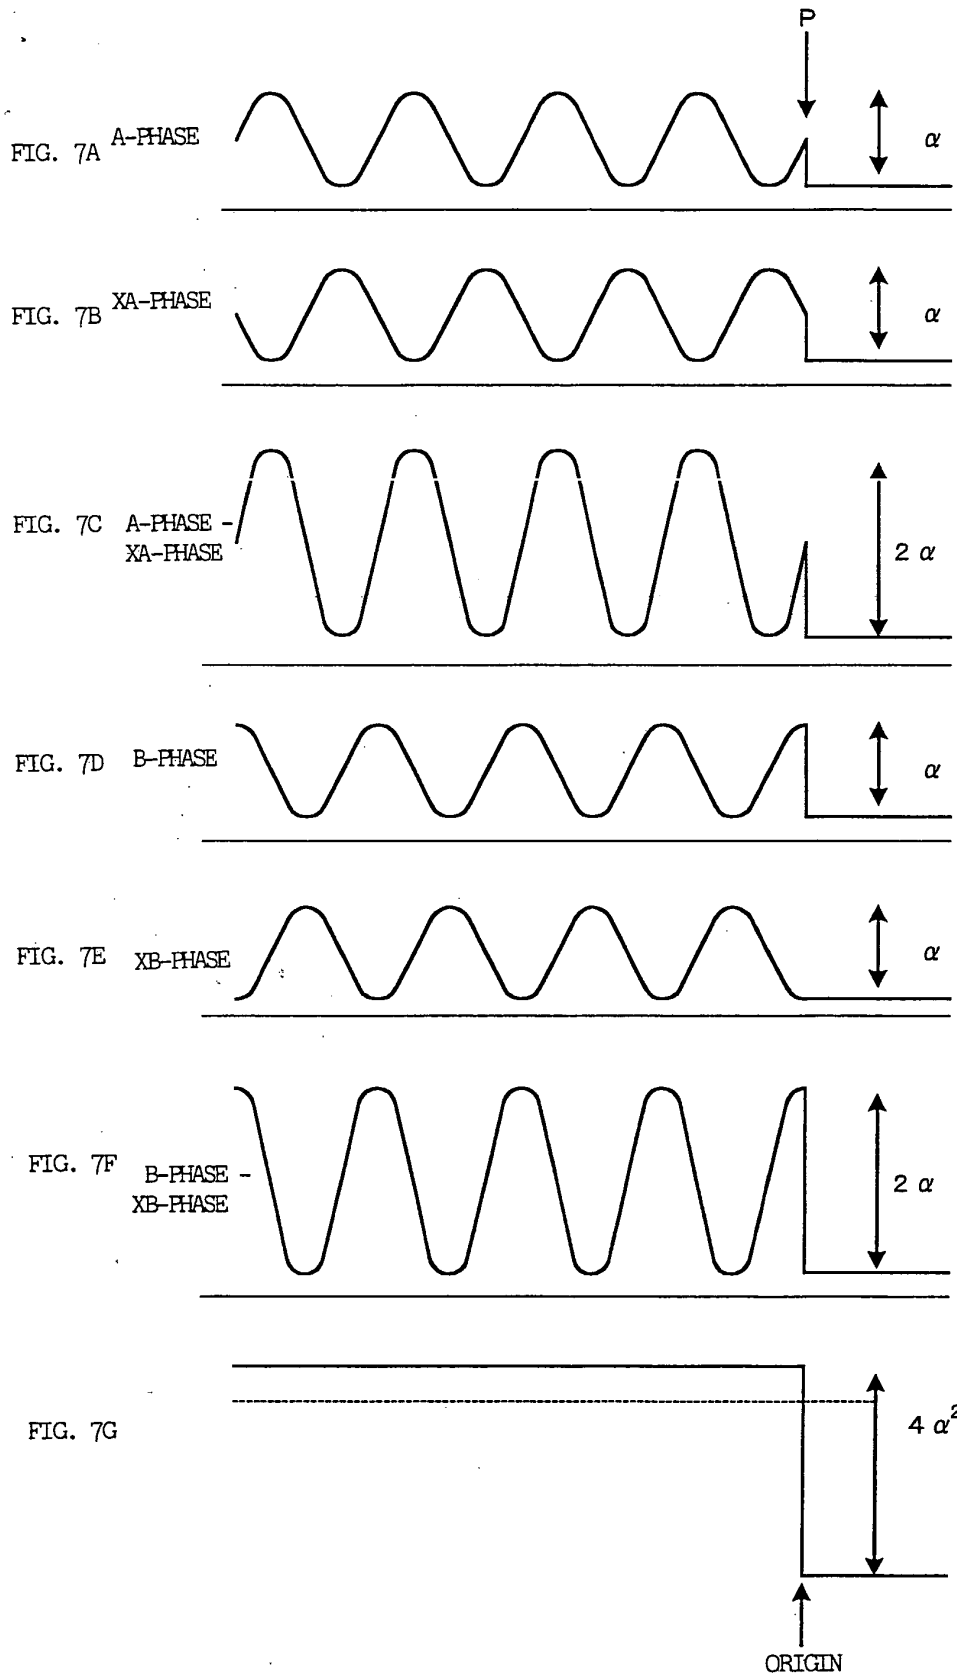 P
FIG. 7A A-PHASE α
FIG. 7B XA-PHASE α
FIG. 7C A-PHASE -
XA-PHASE
2 α
FIG. 7D B-PHASE α
FIG. 7E XB-PHASE α
FIG. 7F B-PHASE -
XB-PHASE
2 α
FIG. 7G 4 α²
ORIGIN